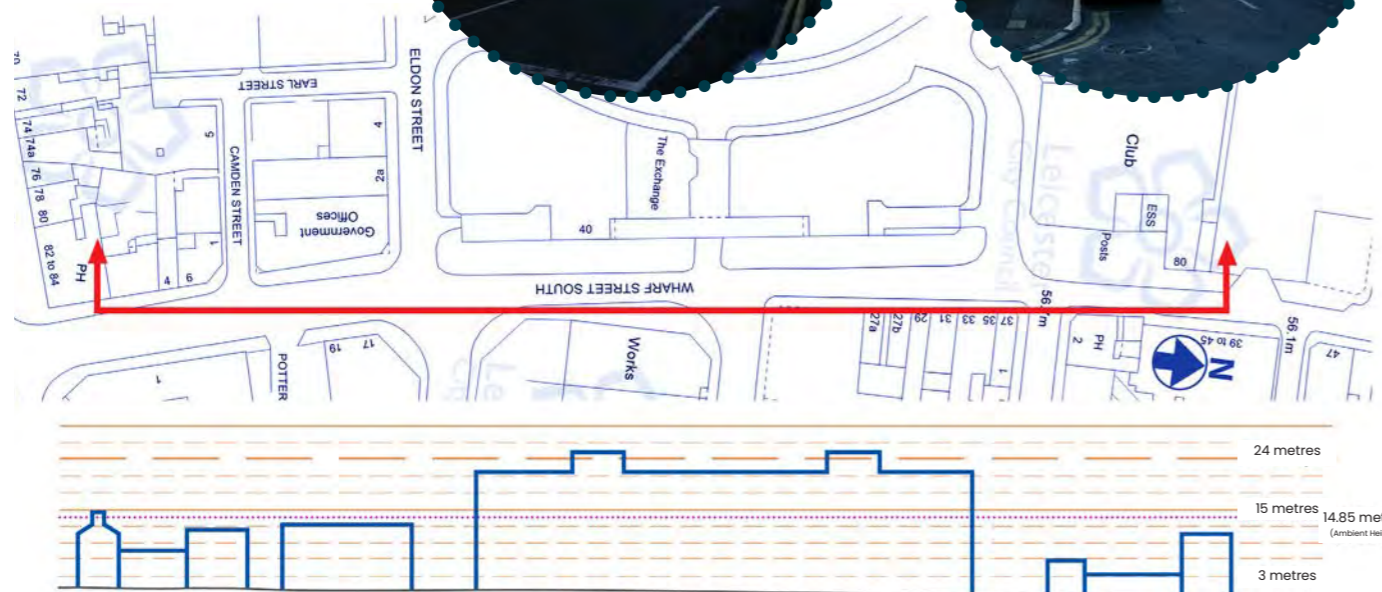 72
74
74a
76
78
80
82 to 84
PH
EARL STREET
5
CAMDEN STREET
1
4
6
4
2a
Government
Offices
ELDON STREET
The Exchange
40
WHARF STREET SOUTH
Club
ESS
Posts
80
Leicester
City Council
1
POTTER
19
17
Works
27a
27b
29
31
33
35
37
1
PH
2
39 to 45
N
56.1m
47
24 metres
15 metres
14.85 met
(Ambient Hei
3 metres